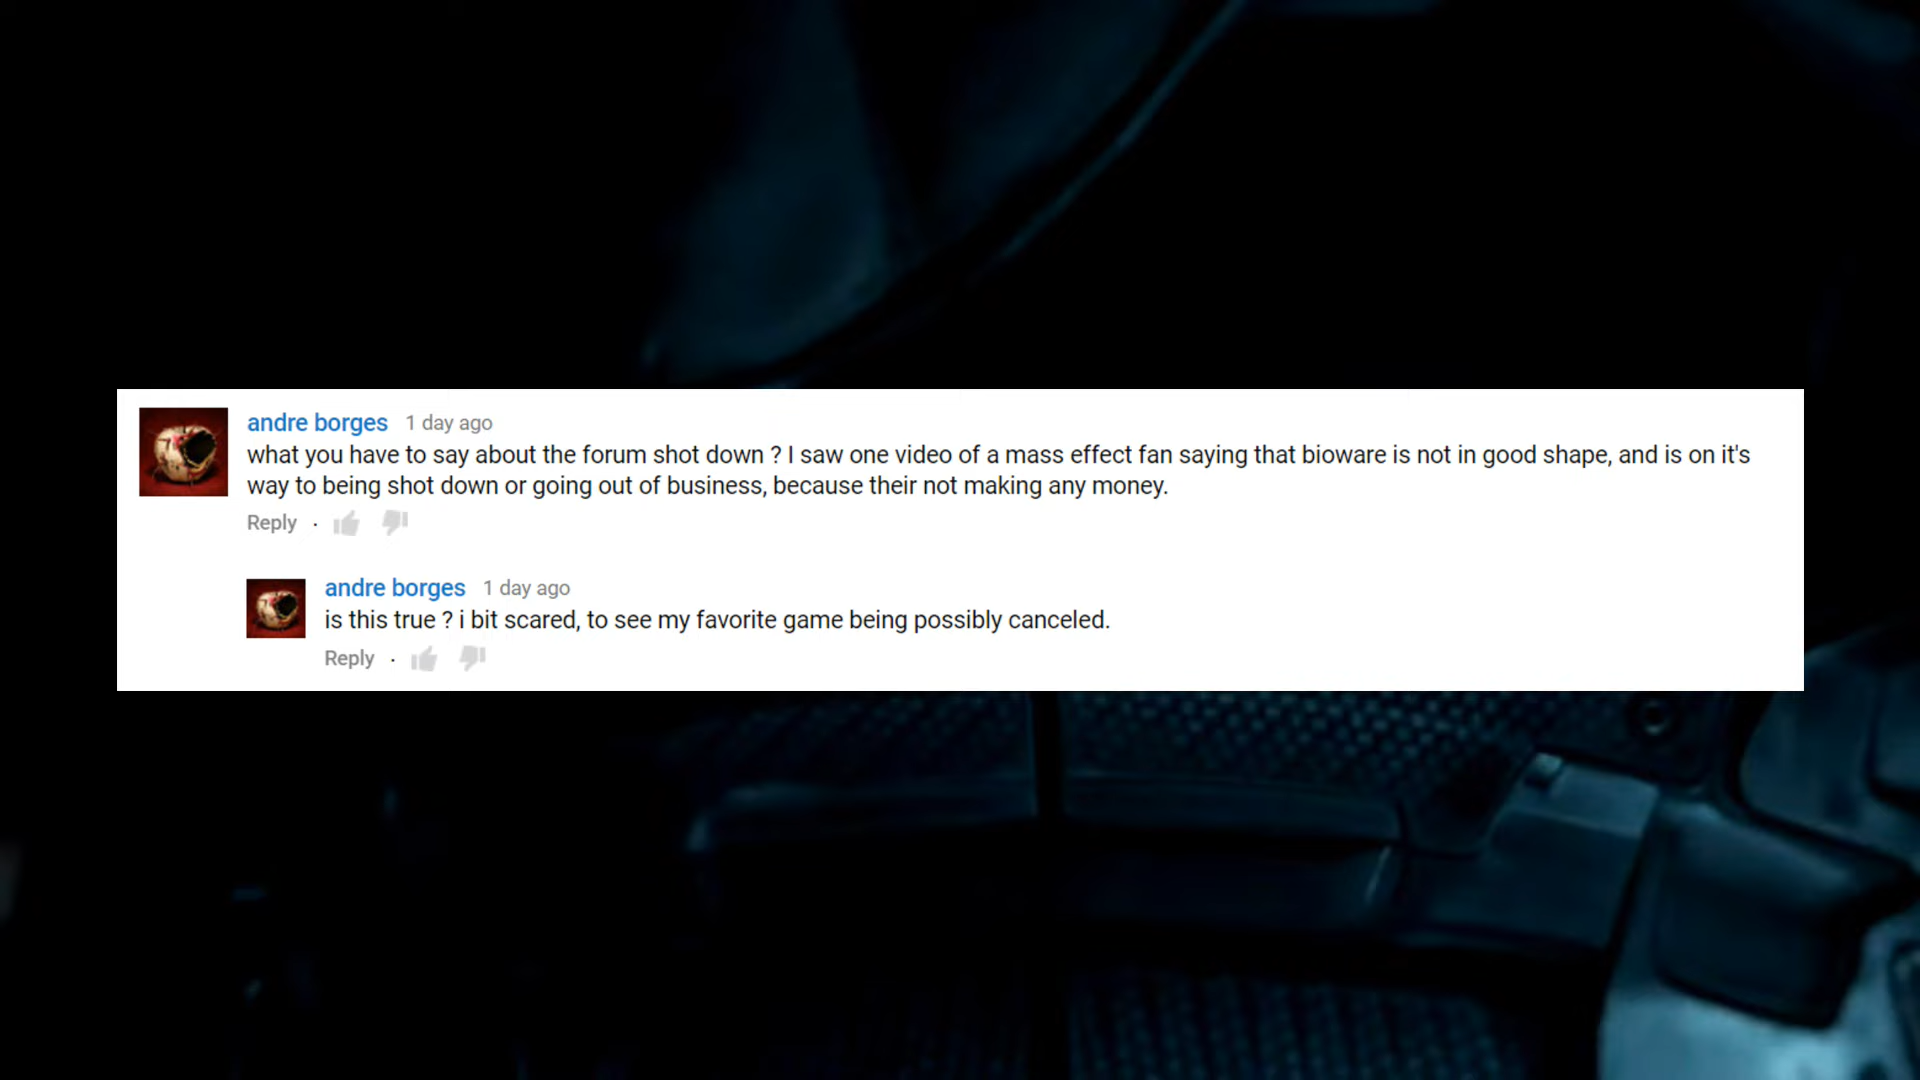 andre borges 1 day ago
what you have to say about the forum shot down ? I saw one video of a mass effect fan saying that bioware is not in good shape, and is on it's
way to being shot down or going out of business, because their not making any money.
Reply ·
andre borges 1 day ago
is this true ? i bit scared, to see my favorite game being possibly canceled.
Reply ·